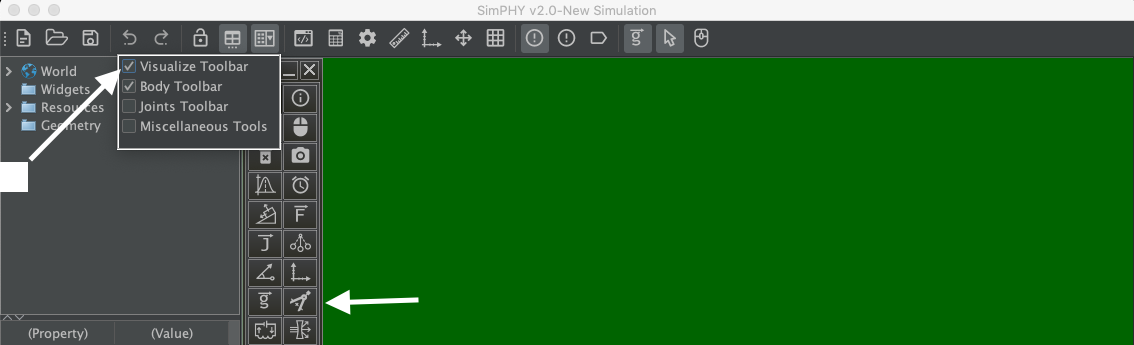 SimPHY v2.0-New Simulation
World
Widgets
Resources
Geometry
Visualize Toolbar
Body Toolbar
Joints Toolbar
Miscellaneous Tools
g
F
J
g
(Property) (Value)